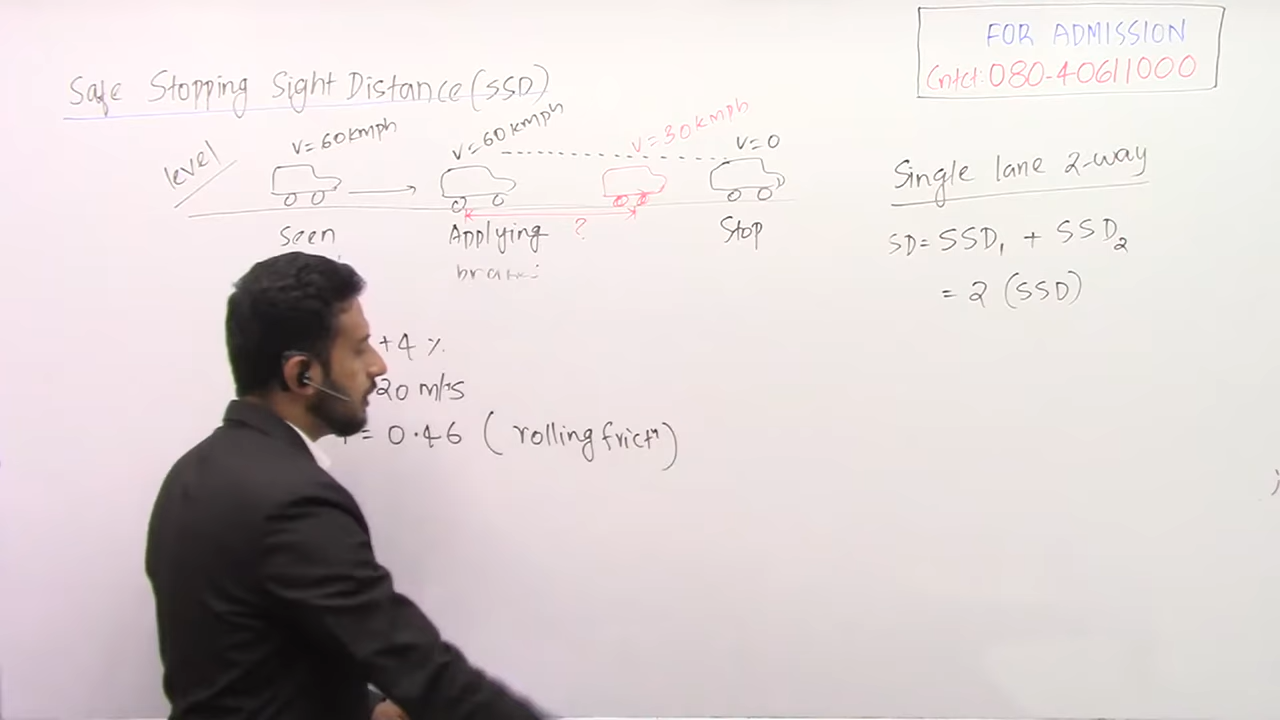 FOR ADMISSION
Cntct: 080-40611000
Safe Stopping Sight Distance (SSD)
level
V=60kmph
V=60kmph
V=30kmph
V=0
Seen
Applying
?
Stop
Single lane 2-way
SD= SSD1 + SSD2
= 2 (SSD)
+4 %
20 m/s
= 0.46 (rolling frictn)